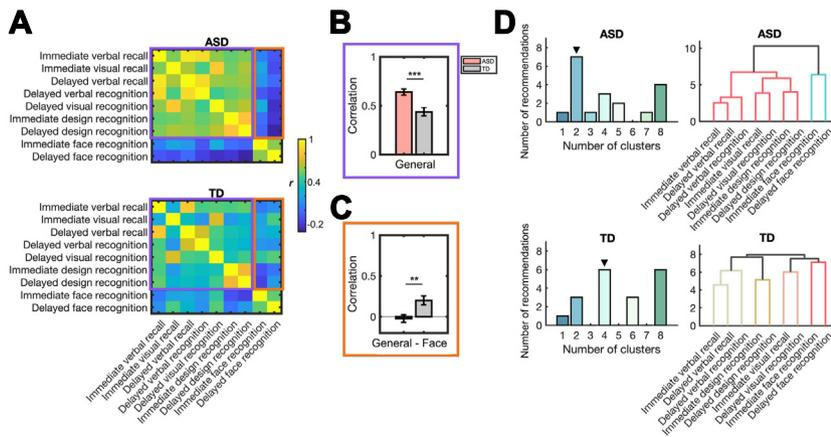 A
ASD
Immediate verbal recall
Immediate visual recall
Delayed verbal recall
Delayed verbal recognition
Delayed visual recognition
Immediate design recognition
Delayed design recognition
Immediate face recognition
Delayed face recognition
1
r 0.4
-0.2
TD
Immediate verbal recall
Immediate visual recall
Delayed verbal recall
Delayed verbal recognition
Delayed visual recognition
Immediate design recognition
Delayed design recognition
Immediate face recognition
Delayed face recognition
Immediate verbal recall
Immediate visual recall
Delayed verbal recall
Delayed verbal recognition
Delayed visual recognition
Immediate design recognition
Delayed design recognition
Immediate face recognition
Delayed face recognition
B
1
0.5
0
Correlation
***
General
ASD
TD
C
1
0.5
0
Correlation
**
General - Face
D
ASD
8
6
4
2
0
Number of recommendations
1 2 3 4 5 6 7 8
Number of clusters
ASD
10
5
0
Immediate verbal recall
Delayed verbal recall
Delayed verbal recognition
Immediate visual recall
Delayed visual recognition
Immediate design recognition
Delayed design recognition
Immediate face recognition
Delayed face recognition
TD
8
6
4
2
0
Number of recommendations
1 2 3 4 5 6 7 8
Number of clusters
TD
8
6
4
2
0
Immediate verbal recall
Delayed verbal recall
Delayed verbal recognition
Immediate design recognition
Delayed design recognition
Immediate visual recall
Delayed visual recognition
Immediate face recognition
Delayed face recognition